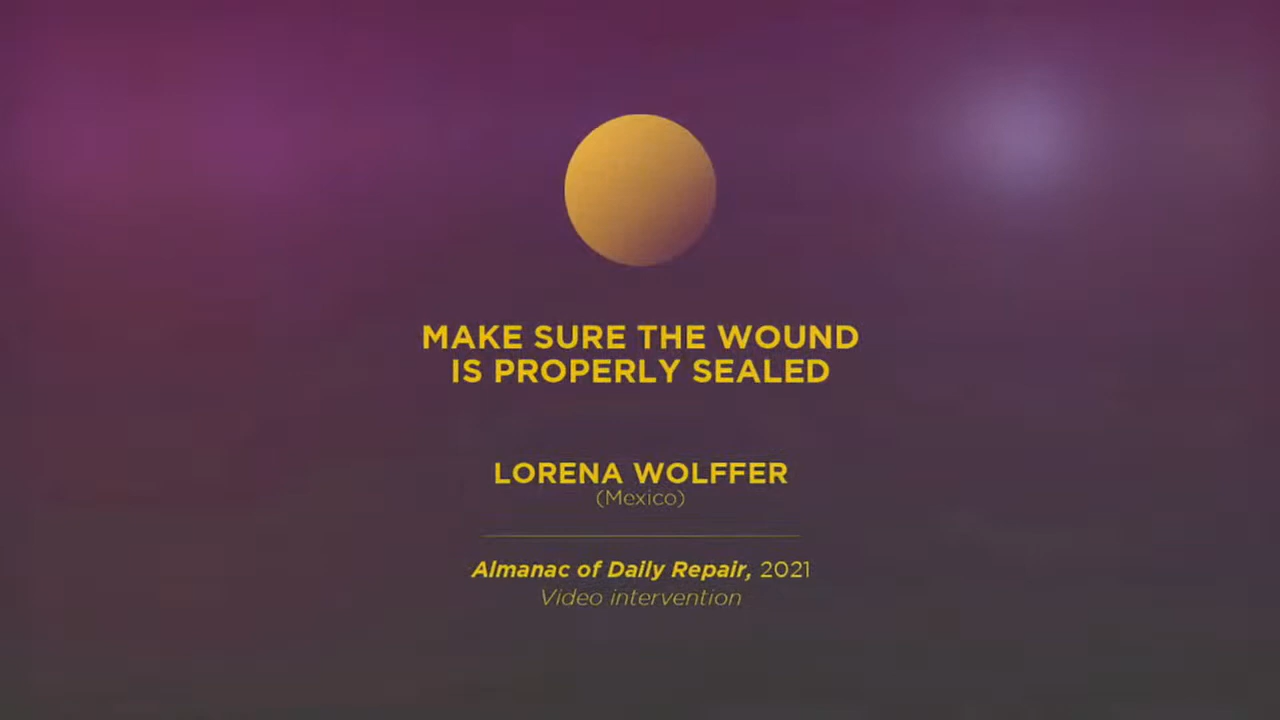 MAKE SURE THE WOUND
IS PROPERLY SEALED
LORENA WOLFFER
(Mexico)
Almanac of Daily Repair, 2021
Video intervention